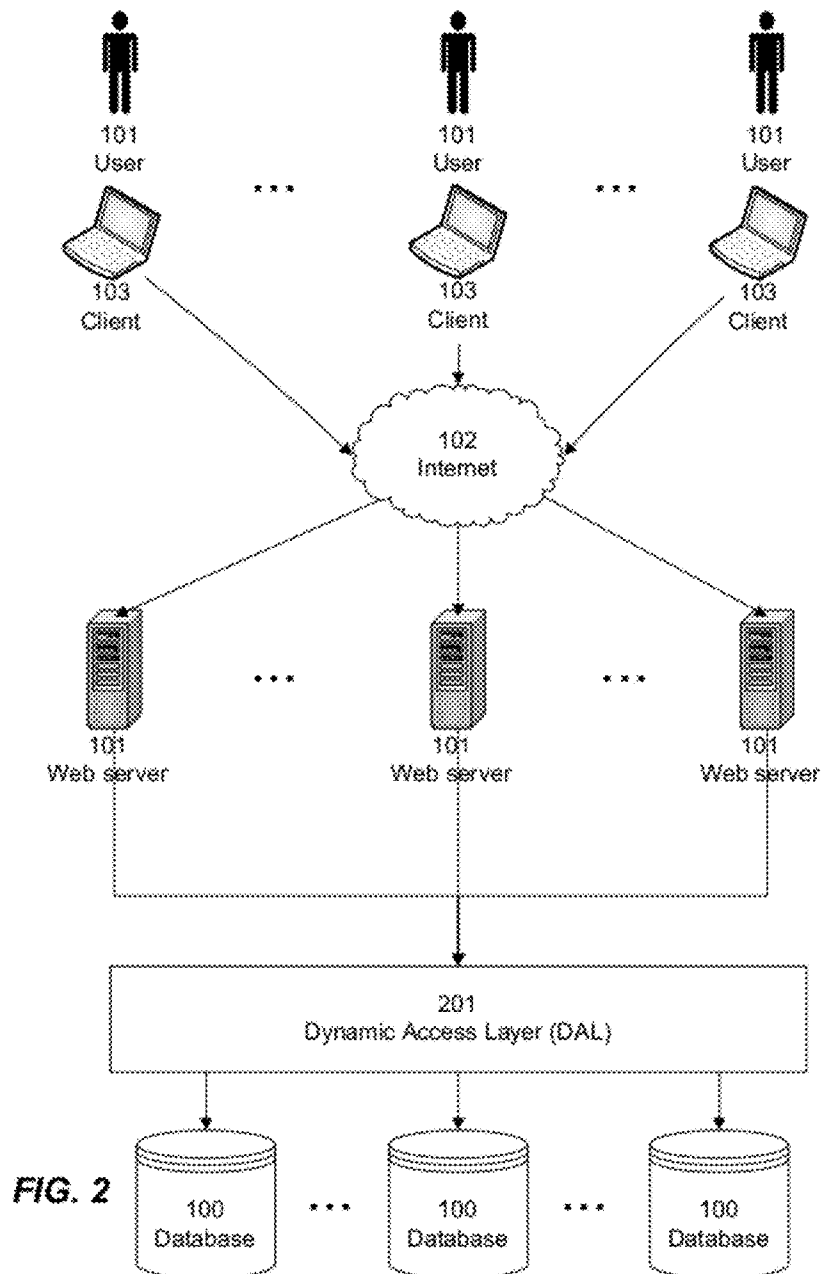 101 101 101
User User User
... ...
103 103 103
Client Client Client
102
Internet
... ...
101 101 101
Web server Web server Web server
201
Dynamic Access Layer (DAL)
FIG. 2
100 ... 100 ... 100
Database Database Database